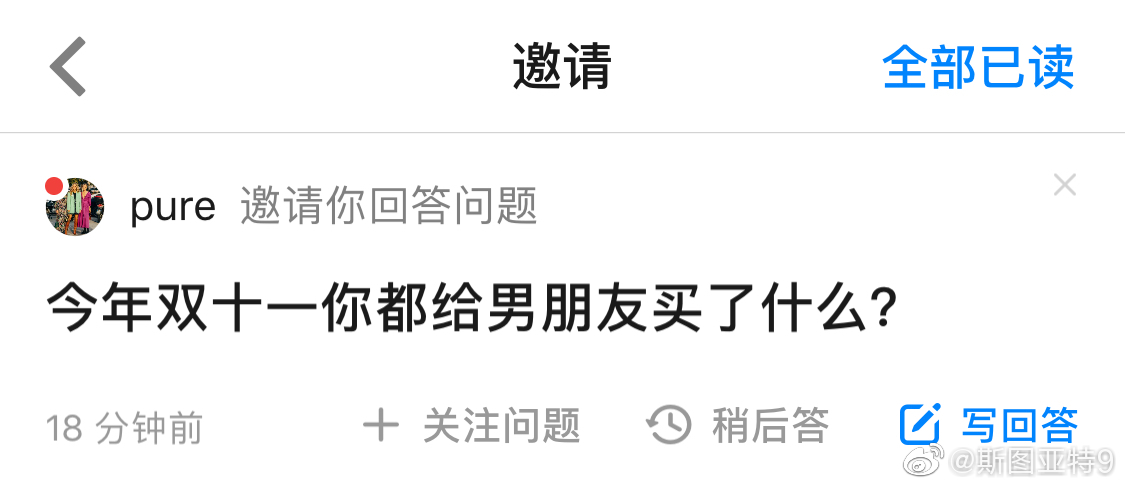 邀请 全部已读
pure 邀请你回答问题
今年双十一你都给男朋友买了什么?
18 分钟前 关注问题 稍后答 写回答
@斯图亚特9